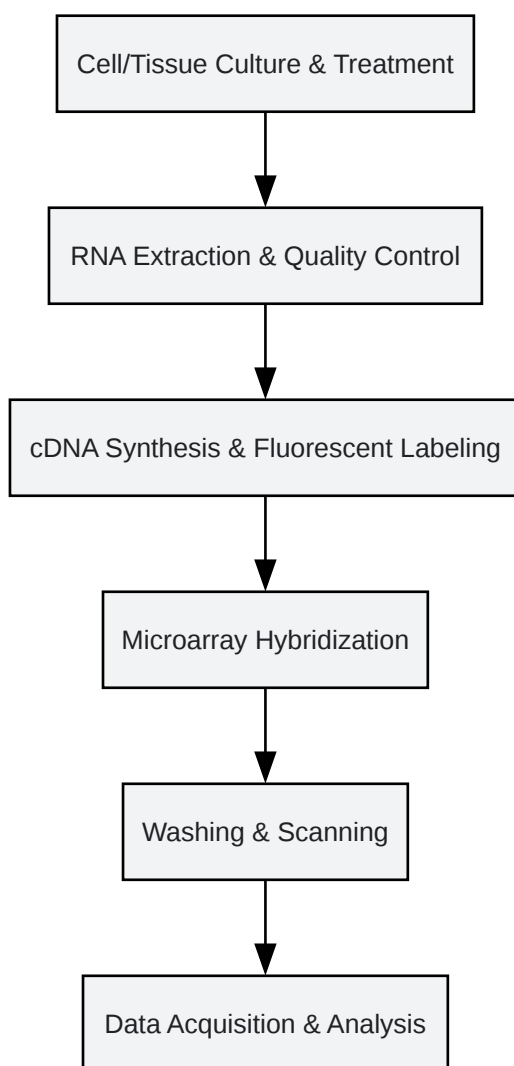 Cell/Tissue Culture & Treatment
RNA Extraction & Quality Control
cDNA Synthesis & Fluorescent Labeling
Microarray Hybridization
Washing & Scanning
Data Acquisition & Analysis